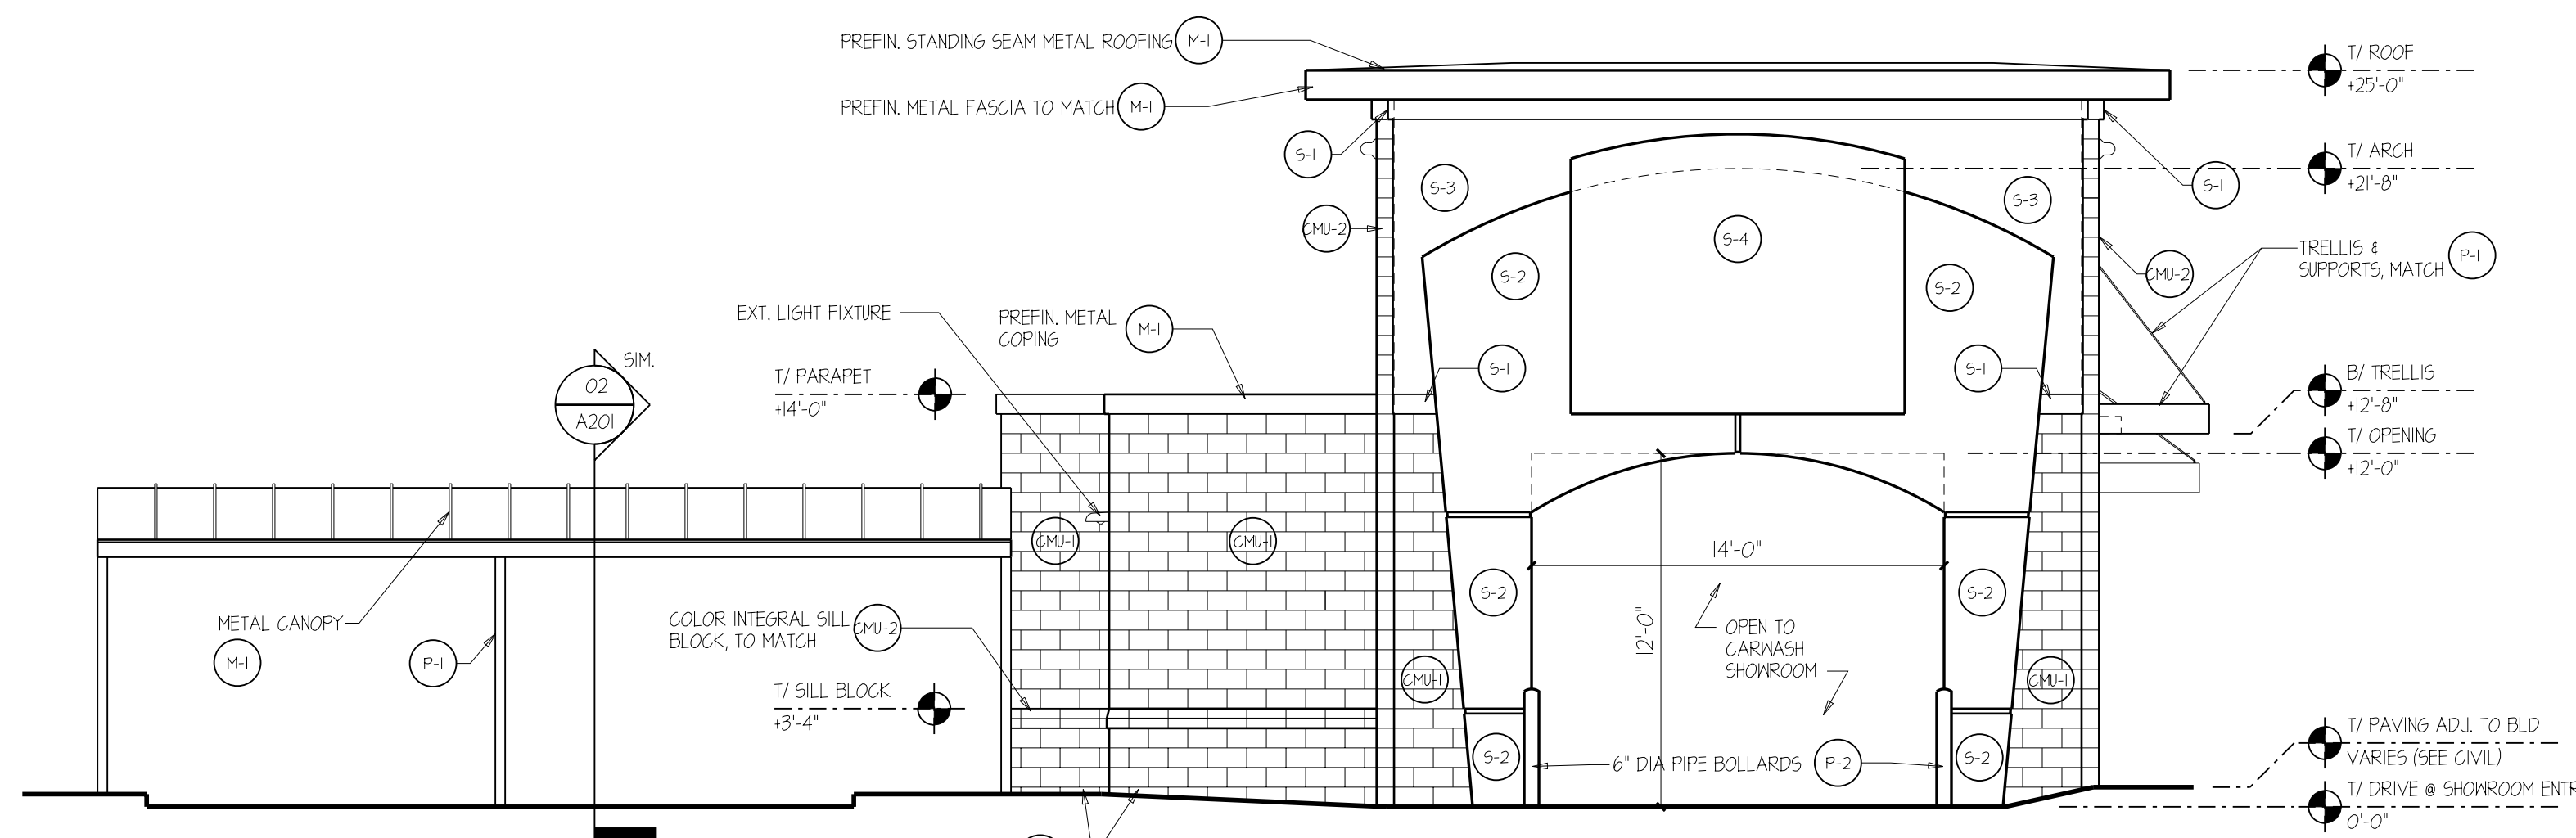 PREFIN. STANDING SEAM METAL ROOFING M-1
PREFIN. METAL FASCIA TO MATCH M-1
S-1
CMU-2
S-3
S-3
S-4
S-2
S-2
S-1
S-1
S-1
CMU-2
T/ ROOF
+25'-0"
T/ ARCH
+21'-8"
TRELLIS &
SUPPORTS, MATCH P-1
B/ TRELLIS
+12'-8"
T/ OPENING
+12'-0"
EXT. LIGHT FIXTURE
PREFIN. METAL
COPING
M-1
SIM.
02
A201
T/ PARAPET
+14'-0"
CMU-1
CMU-1
METAL CANOPY
M-1
P-1
COLOR INTEGRAL SILL
BLOCK, TO MATCH
CMU-2
T/ SILL BLOCK
+3'-4"
CMU-1
S-2
S-2
14'-0"
12'-0"
OPEN TO
CARWASH
SHOWROOM
CMU-1
S-2
6" DIA PIPE BOLLARDS P-2
S-2
T/ PAVING ADJ. TO BLD
VARIES (SEE CIVIL)
T/ DRIVE @ SHOWROOM ENTR
0'-0"